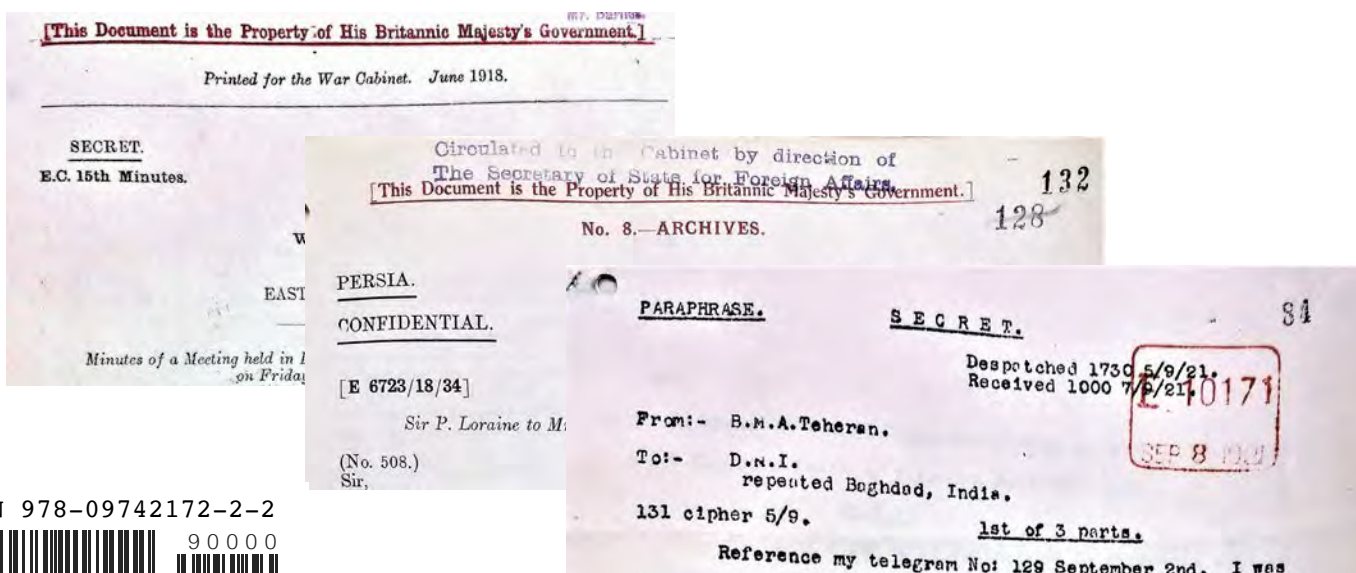 [This Document is the Property of His Britannic Majesty's Government.]
Printed for the War Cabinet. June 1918.
SECRET.
E.C. 15th Minutes.
W
EAST
Minutes of a Meeting held in
on Friday
Circulated to the Cabinet by direction of
The Secretary of State for Foreign Affairs.
[This Document is the Property of His Britannic Majesty's Government.]
132
128
No. 8.—ARCHIVES.
PERSIA.
CONFIDENTIAL.
[E 6723/18/34]
Sir P. Loraine to M
(No. 508.)
Sir,
PARAPHRASE.
SECRET.
84
Despatched 1730 5/9/21.
Received 1000 7/9/21.
E 10171
SEP 8
From:- B.M.A.Teheran.
To:- D.M.I.
repeated Baghdad, India.
131 cipher 5/9.
1st of 3 parts.
Reference my telegram No: 129 September 2nd. I was
978-09742172-2-2
90000